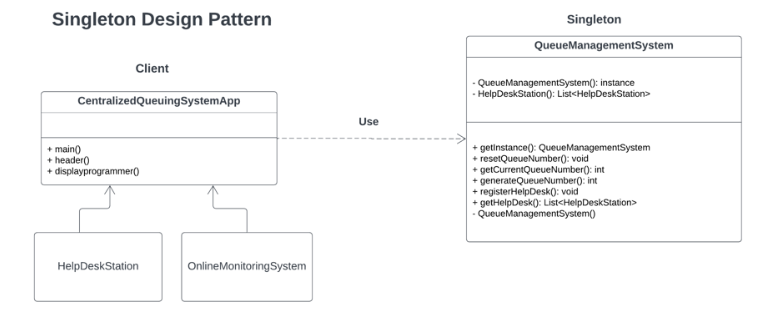 Singleton Design Pattern
Singleton
QueueManagementSystem
- QueueManagementSystem(): instance
- HelpDeskStation(): List<HelpDeskStation>
+ getInstance(): QueueManagementSystem
+ resetQueueNumber(): void
+ getCurrentQueueNumber(): int
+ generateQueueNumber(): int
+ registerHelpDesk(): void
+ getHelpDesk(): List<HelpDeskStation>
- QueueManagementSystem()
Client
CentralizedQueuingSystemApp
+ main()
+ header()
+ displayprogrammer()
Use
HelpDeskStation
OnlineMonitoringSystem